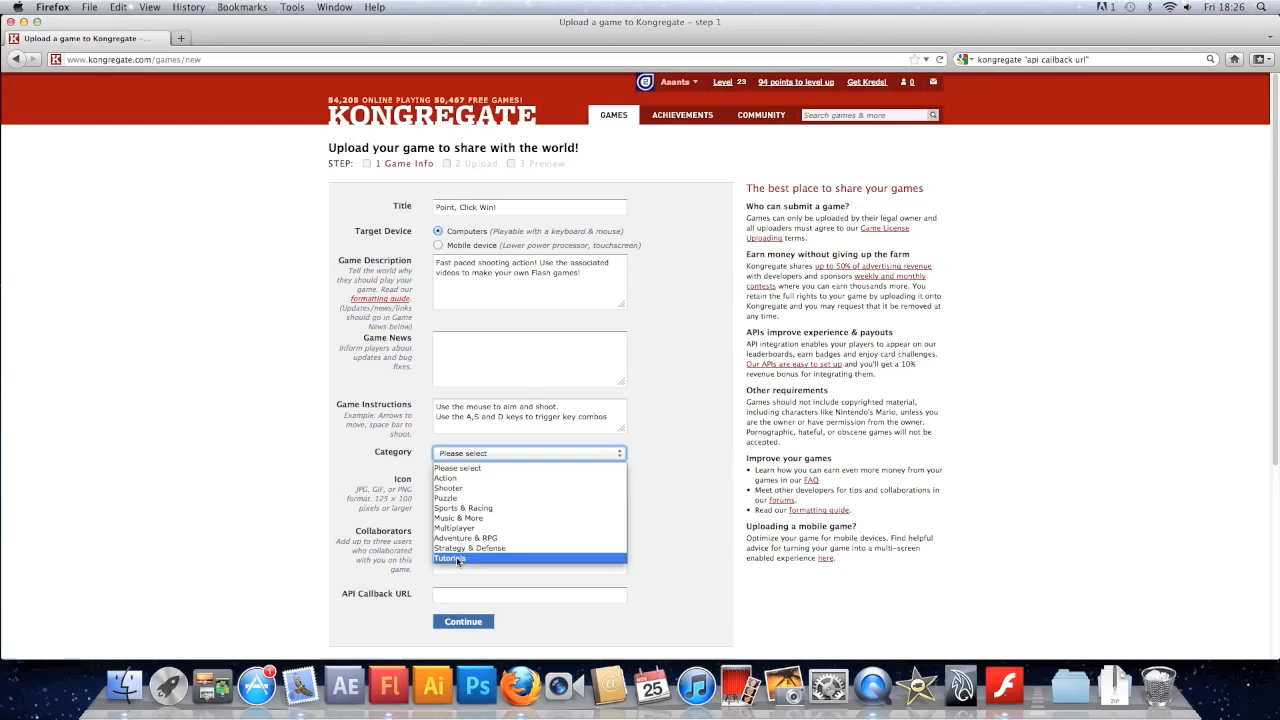 Firefox File Edit View History Bookmarks Tools Window Help 1 Fri 18:26
Upload a game to Kongregate – step 1
Upload a game to Kongregate –...
www.kongregate.com/games/new
kongregate "api callback url"
Asants Level 23 94 points to level up Get Kreds! 0
54,205 ONLINE PLAYING 50,467 FREE GAMES!
KONGREGATE
GAMES ACHIEVEMENTS COMMUNITY Search games & more
Upload your game to share with the world!
STEP: 1 Game Info 2 Upload 3 Preview
Title
Point, Click Win!
Target Device
Computers (Playable with a keyboard & mouse)
Mobile device (Lower power processor, touchscreen)
Game Description
Tell the world why
they should play your
game. Read our
formatting guide.
(Updates/news/links
should go in Game
News below)
Fast paced shooting action! Use the associated
videos to make your own Flash games!
Game News
Inform players about
updates and bug
fixes.
Game Instructions
Example: Arrows to
move, space bar to
shoot.
Use the mouse to aim and shoot.
Use the A,S and D keys to trigger key combos
Category
Please select
Please select
Action
Shooter
Puzzle
Sports & Racing
Music & More
Multiplayer
Adventure & RPG
Strategy & Defense
Tutorials
Icon
JPG, GIF, or PNG
format. 125 × 100
pixels or larger
Collaborators
Add up to three users
who collaborated
with you on this
game.
API Callback URL
Continue
The best place to share your games
Who can submit a game?
Games can only be uploaded by their legal owner and
all uploaders must agree to our Game License
Uploading terms.
Earn money without giving up the farm
Kongregate shares up to 50% of advertising revenue
with developers and sponsors weekly and monthly
contests where you can earn thousands more. You
retain the full rights to your game by uploading it onto
Kongregate and you may request that it be removed at
any time.
APIs improve experience & payouts
API integration enables your players to appear on our
leaderboards, earn badges and enjoy card challenges.
Our APIs are easy to set up and you'll get a 10%
revenue bonus for integrating them.
Other requirements
Games should not include copyrighted material,
including characters like Nintendo's Mario, unless you
are the owner or have permission from the owner.
Pornographic, hateful, or obscene games will not be
accepted.
Improve your games
Learn how you can earn even more money from your
games in our FAQ
Meet other developers for tips and collaborations in
our forums.
Read our formatting guide.
Uploading a mobile game?
Optimize your game for mobile devices. Find helpful
advice for turning your game into a multi-screen
enabled experience here.
1
AE Fl Ai Ps 25 ZIP